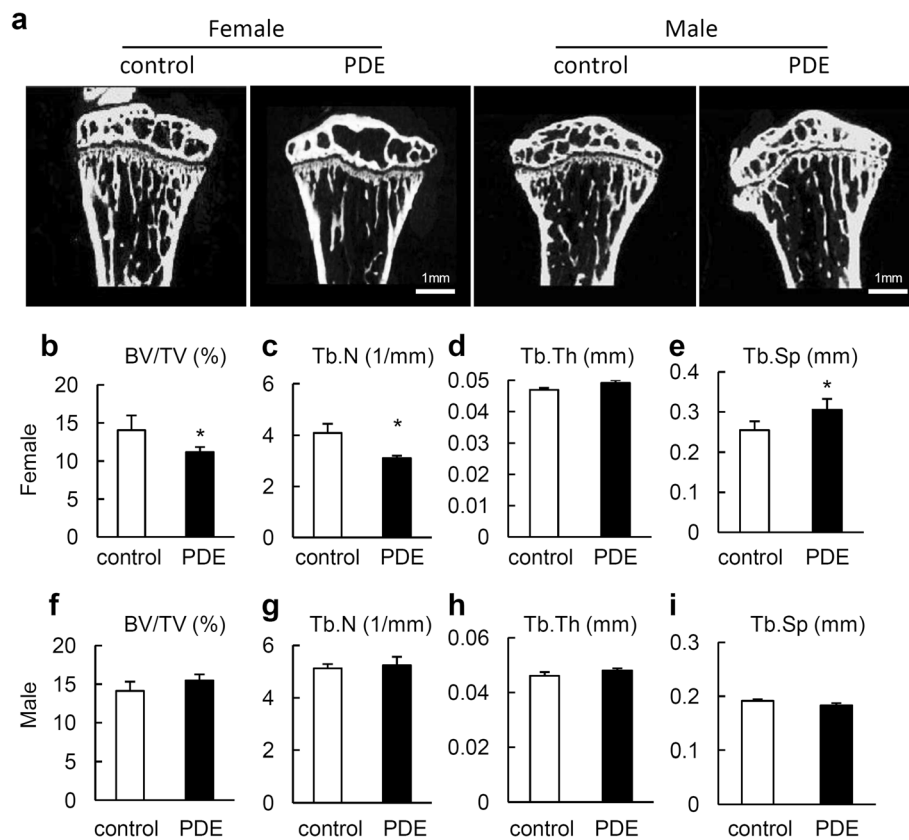 a
Female Male
control PDE control PDE
1mm 1mm
b BV/TV (%) c Tb.N (1/mm) d Tb.Th (mm) e Tb.Sp (mm)
Female
20
15
10
5
0
*
control PDE
6
4
2
0
*
control PDE
0.05
0.04
0.03
0.02
0.01
0
control PDE
0.4
0.3
0.2
0.1
0
*
control PDE
f BV/TV (%) g Tb.N (1/mm) h Tb.Th (mm) i Tb.Sp (mm)
Male
20
15
10
5
0
control PDE
6
4
2
0
control PDE
0.06
0.04
0.02
0
control PDE
0.3
0.2
0.1
0
control PDE